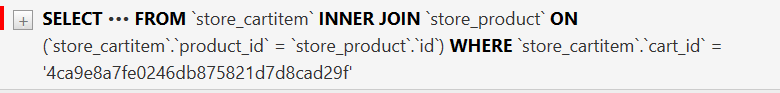 + SELECT ••• FROM `store_cartitem` INNER JOIN `store_product` ON
(`store_cartitem`.`product_id` = `store_product`.`id`) WHERE `store_cartitem`.`cart_id` =
'4ca9e8a7fe0246db875821d7d8cad29f'